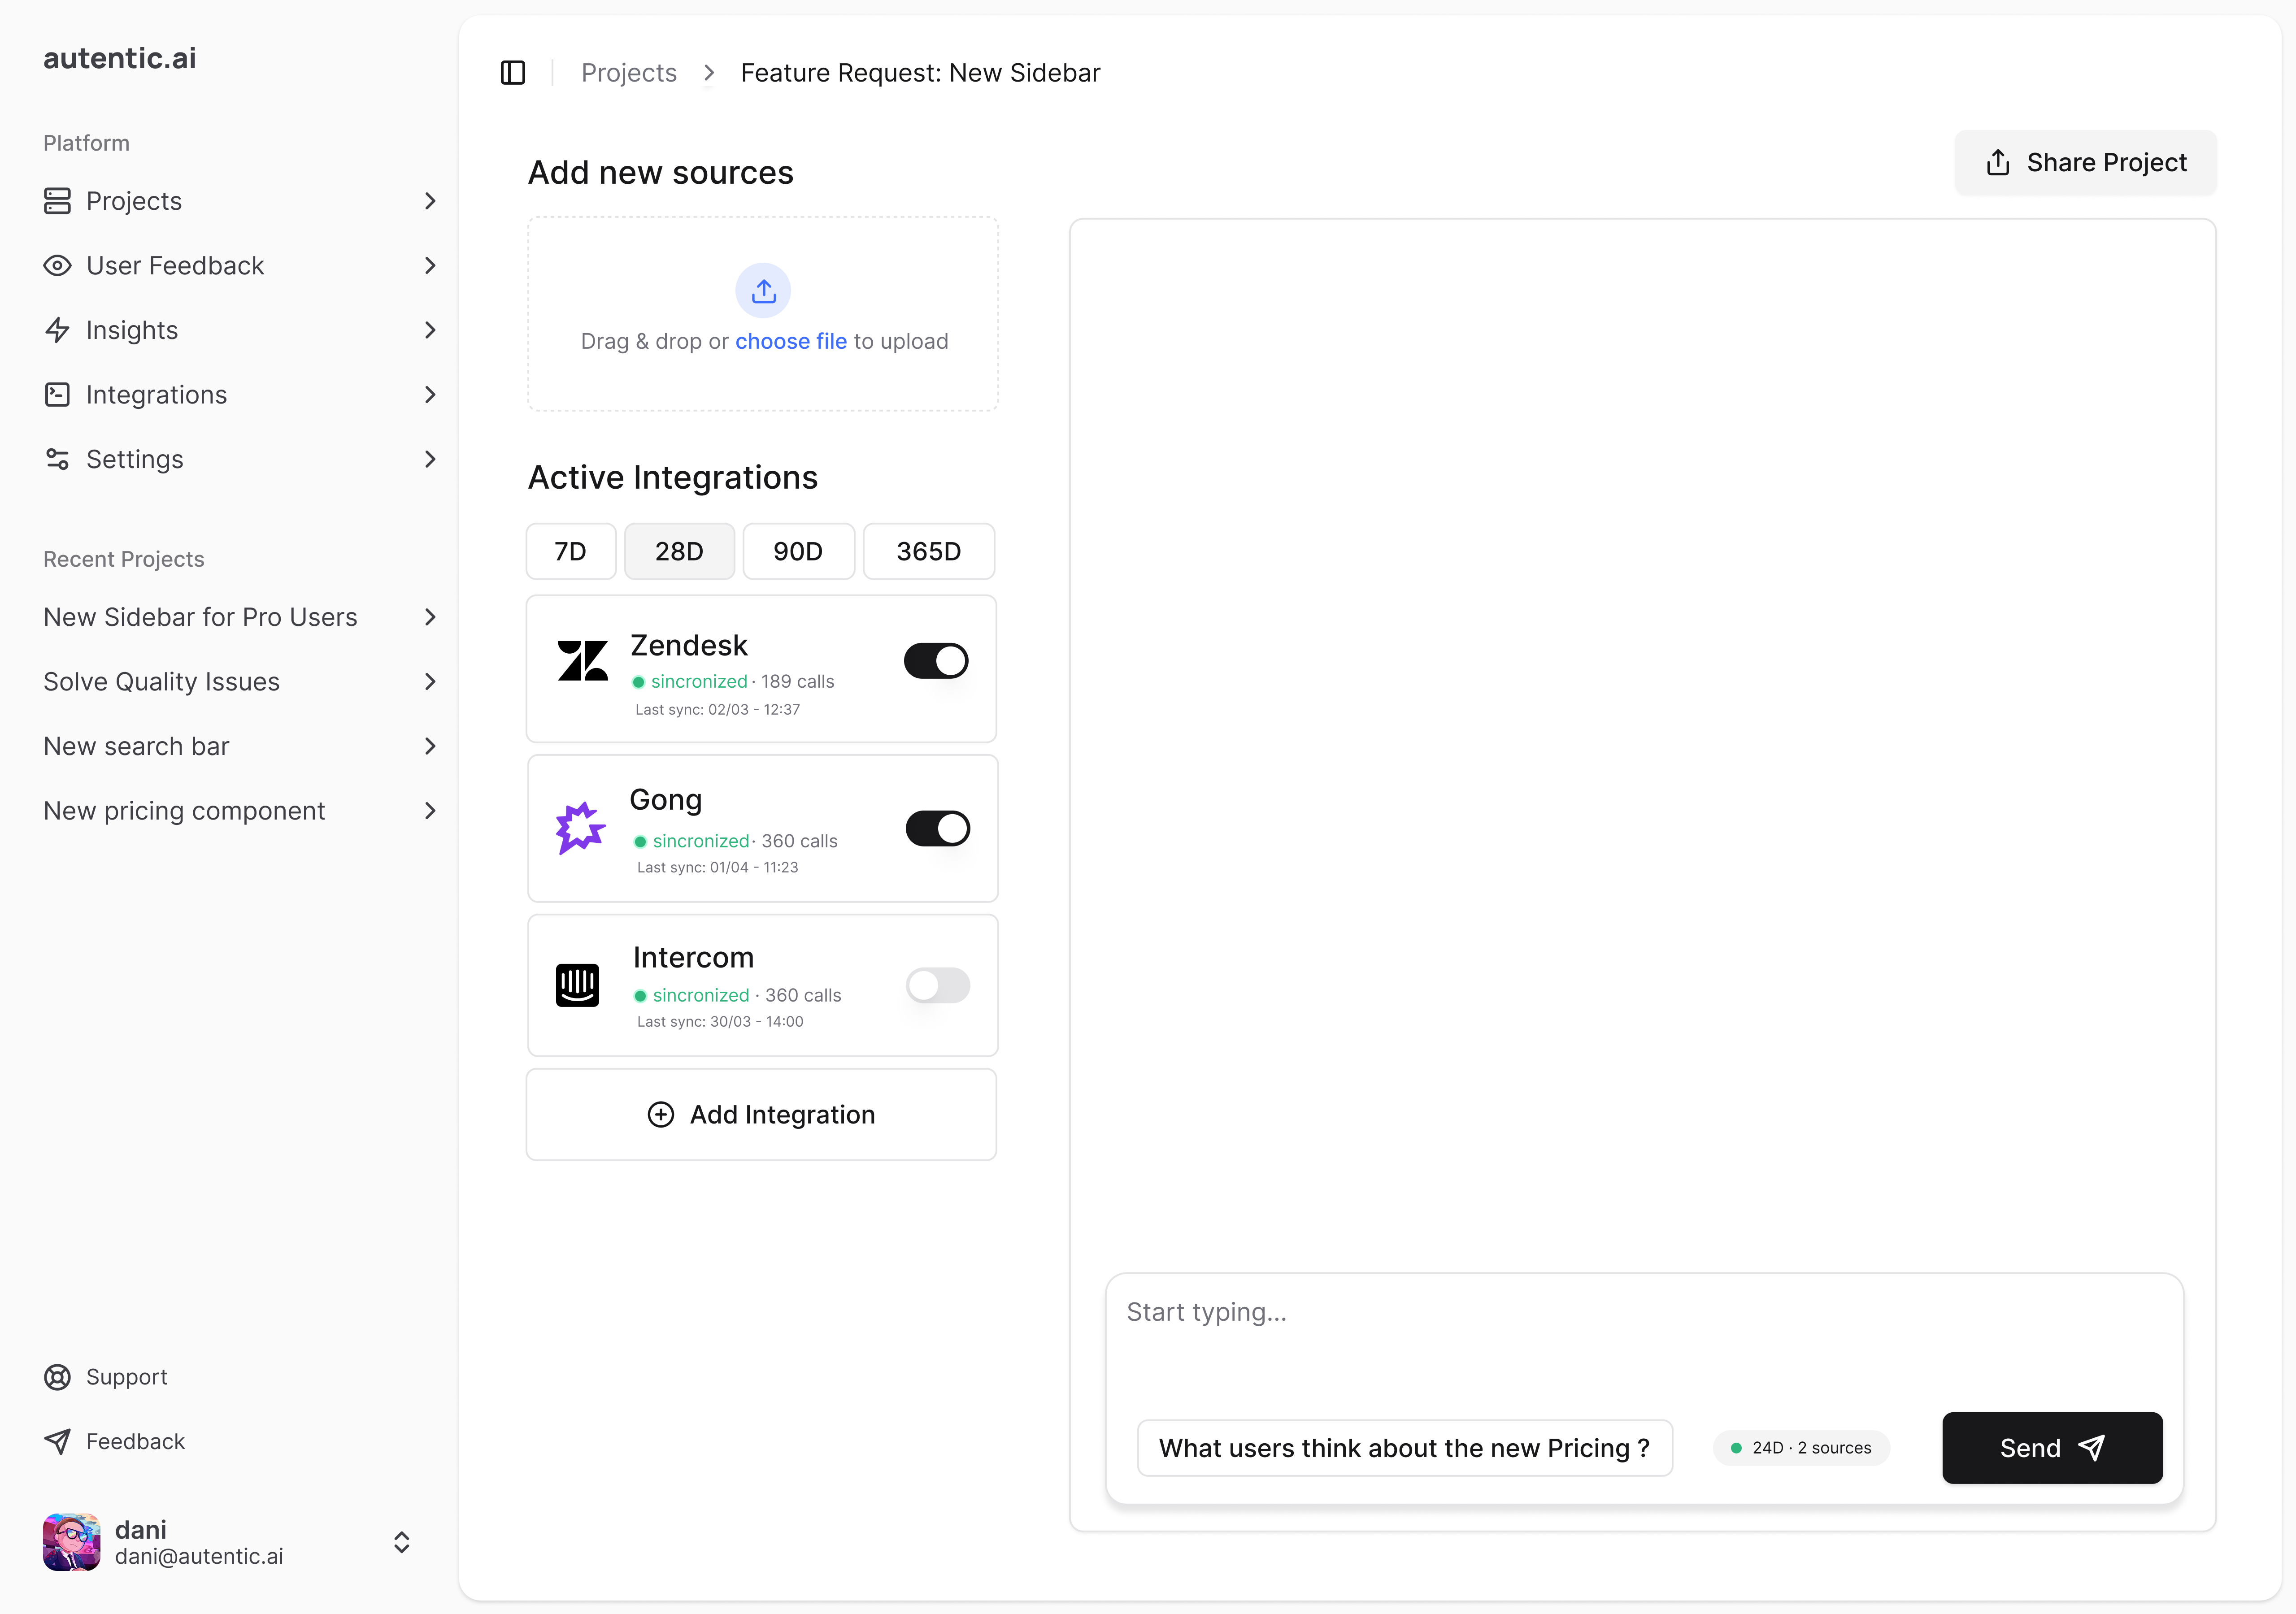 autentic.ai
Platform
Projects
User Feedback
Insights
Integrations
Settings
Recent Projects
New Sidebar for Pro Users
Solve Quality Issues
New search bar
New pricing component
Support
Feedback
dani
dani@autentic.ai
Projects
Feature Request: New Sidebar
Share Project
Add new sources
Drag & drop or choose file to upload
Active Integrations
7D
28D
90D
365D
Zendesk
sincronized · 189 calls
Last sync: 02/03 - 12:37
Gong
sincronized · 360 calls
Last sync: 01/04 - 11:23
Intercom
sincronized · 360 calls
Last sync: 30/03 - 14:00
Add Integration
Start typing...
What users think about the new Pricing ?
24D · 2 sources
Send